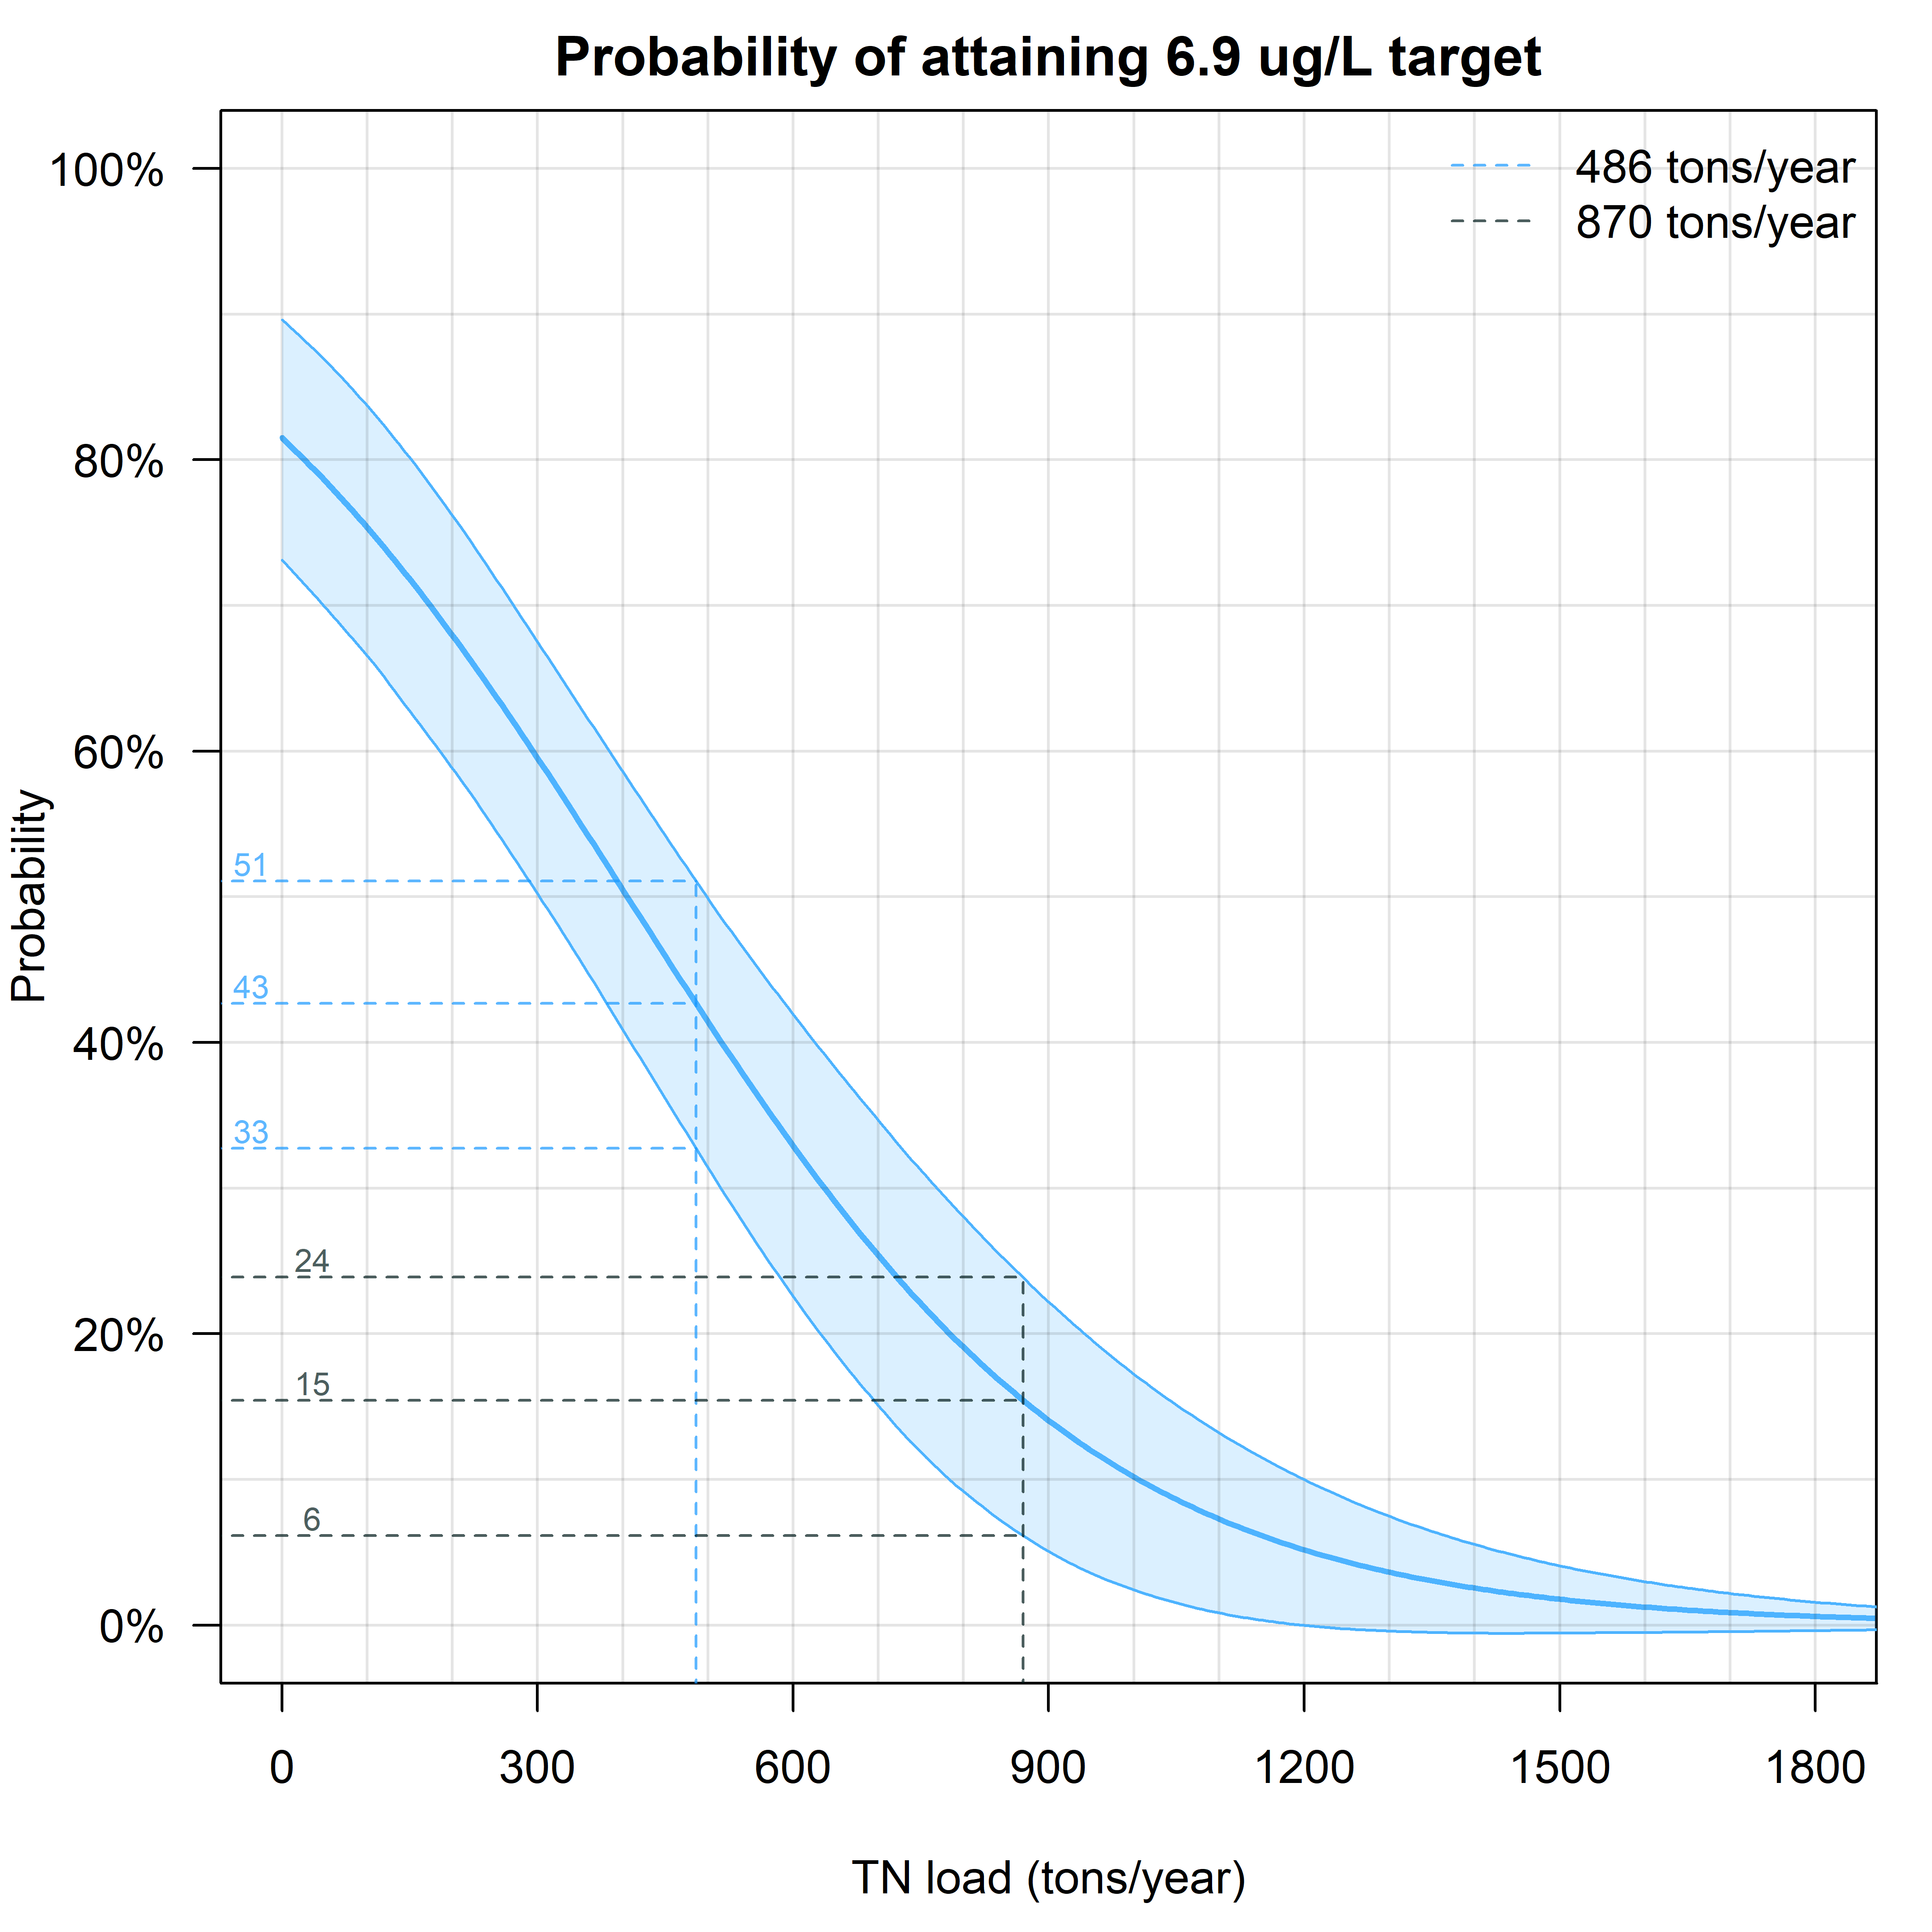 Probability of attaining 6.9 ug/L target
486 tons/year
870 tons/year
Probability
100%
80%
60%
40%
20%
0%
51
43
33
24
15
6
0 300 600 900 1200 1500 1800
TN load (tons/year)